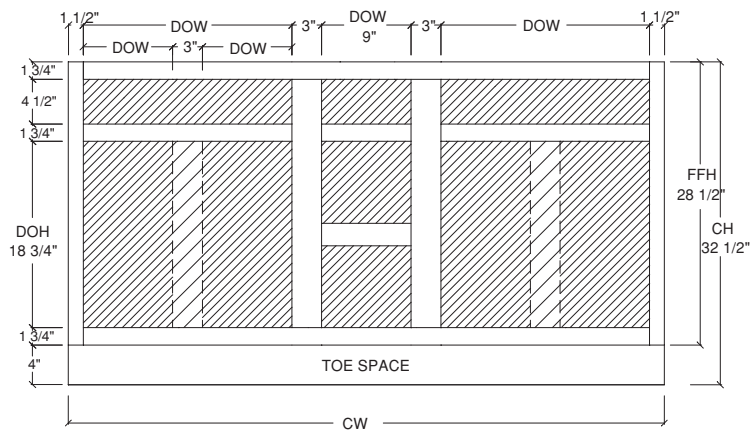 1 1/2" DOW 3" DOW 3" DOW 1 1/2"
DOW 3" DOW 9"
1 3/4"
4 1/2"
1 3/4"
DOH
18 3/4"
1 3/4"
4"
FFH
28 1/2"
CH
32 1/2"
TOE SPACE
CW